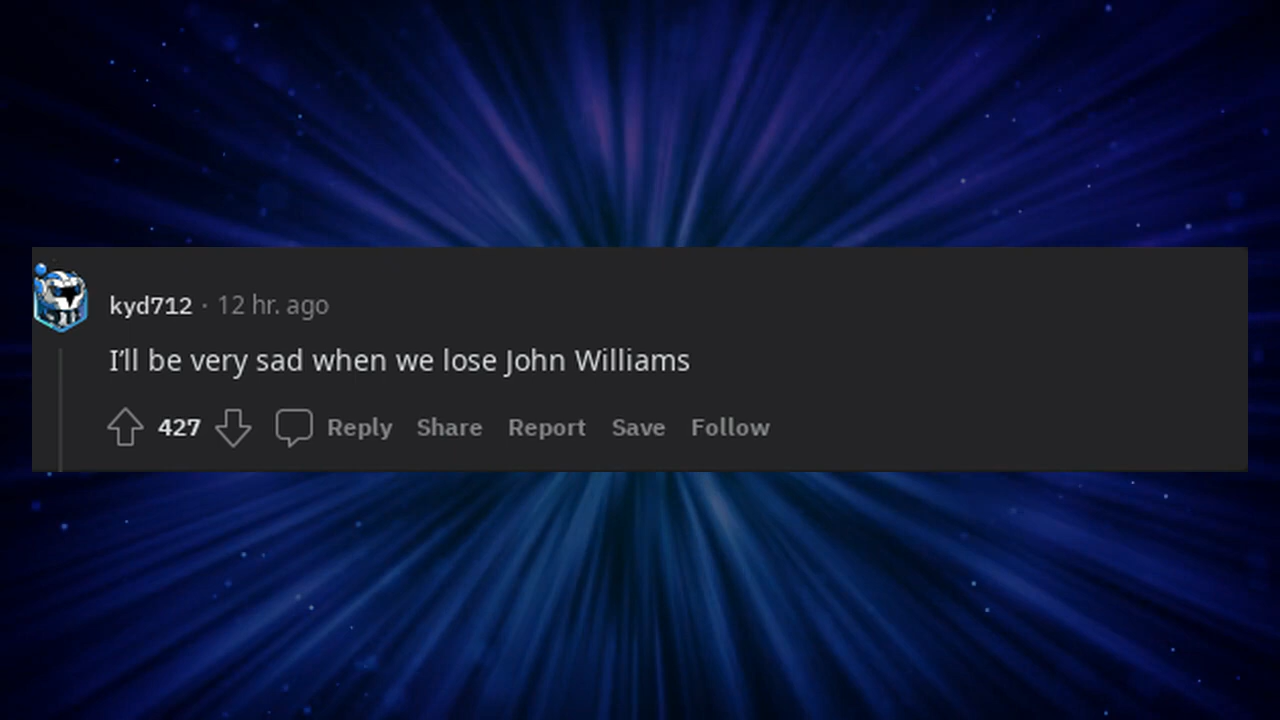 kyd712 · 12 hr. ago
I'll be very sad when we lose John Williams
427 Reply Share Report Save Follow